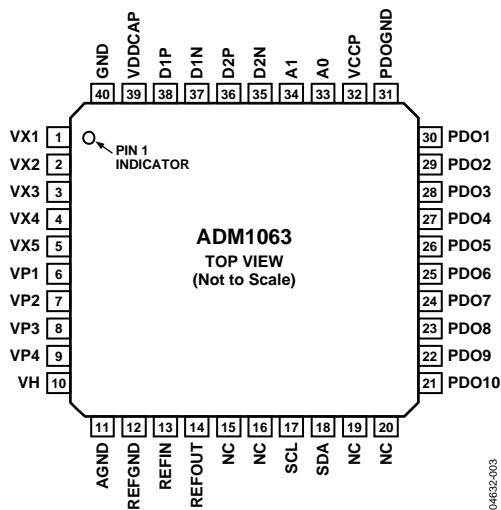 GND
VDDCAP
D1P
D1N
D2P
D2N
A1
A0
VCCP
PDOGND
40 39 38 37 36 35 34 33 32 31
VX1 1
VX2 2
VX3 3
VX4 4
VX5 5
VP1 6
VP2 7
VP3 8
VP4 9
VH 10
PIN 1
INDICATOR
ADM1063
TOP VIEW
(Not to Scale)
30 PDO1
29 PDO2
28 PDO3
27 PDO4
26 PDO5
25 PDO6
24 PDO7
23 PDO8
22 PDO9
21 PDO10
11 12 13 14 15 16 17 18 19 20
AGND
REFGND
REFIN
REFOUT
NC
NC
SCL
SDA
NC
NC
04632-003